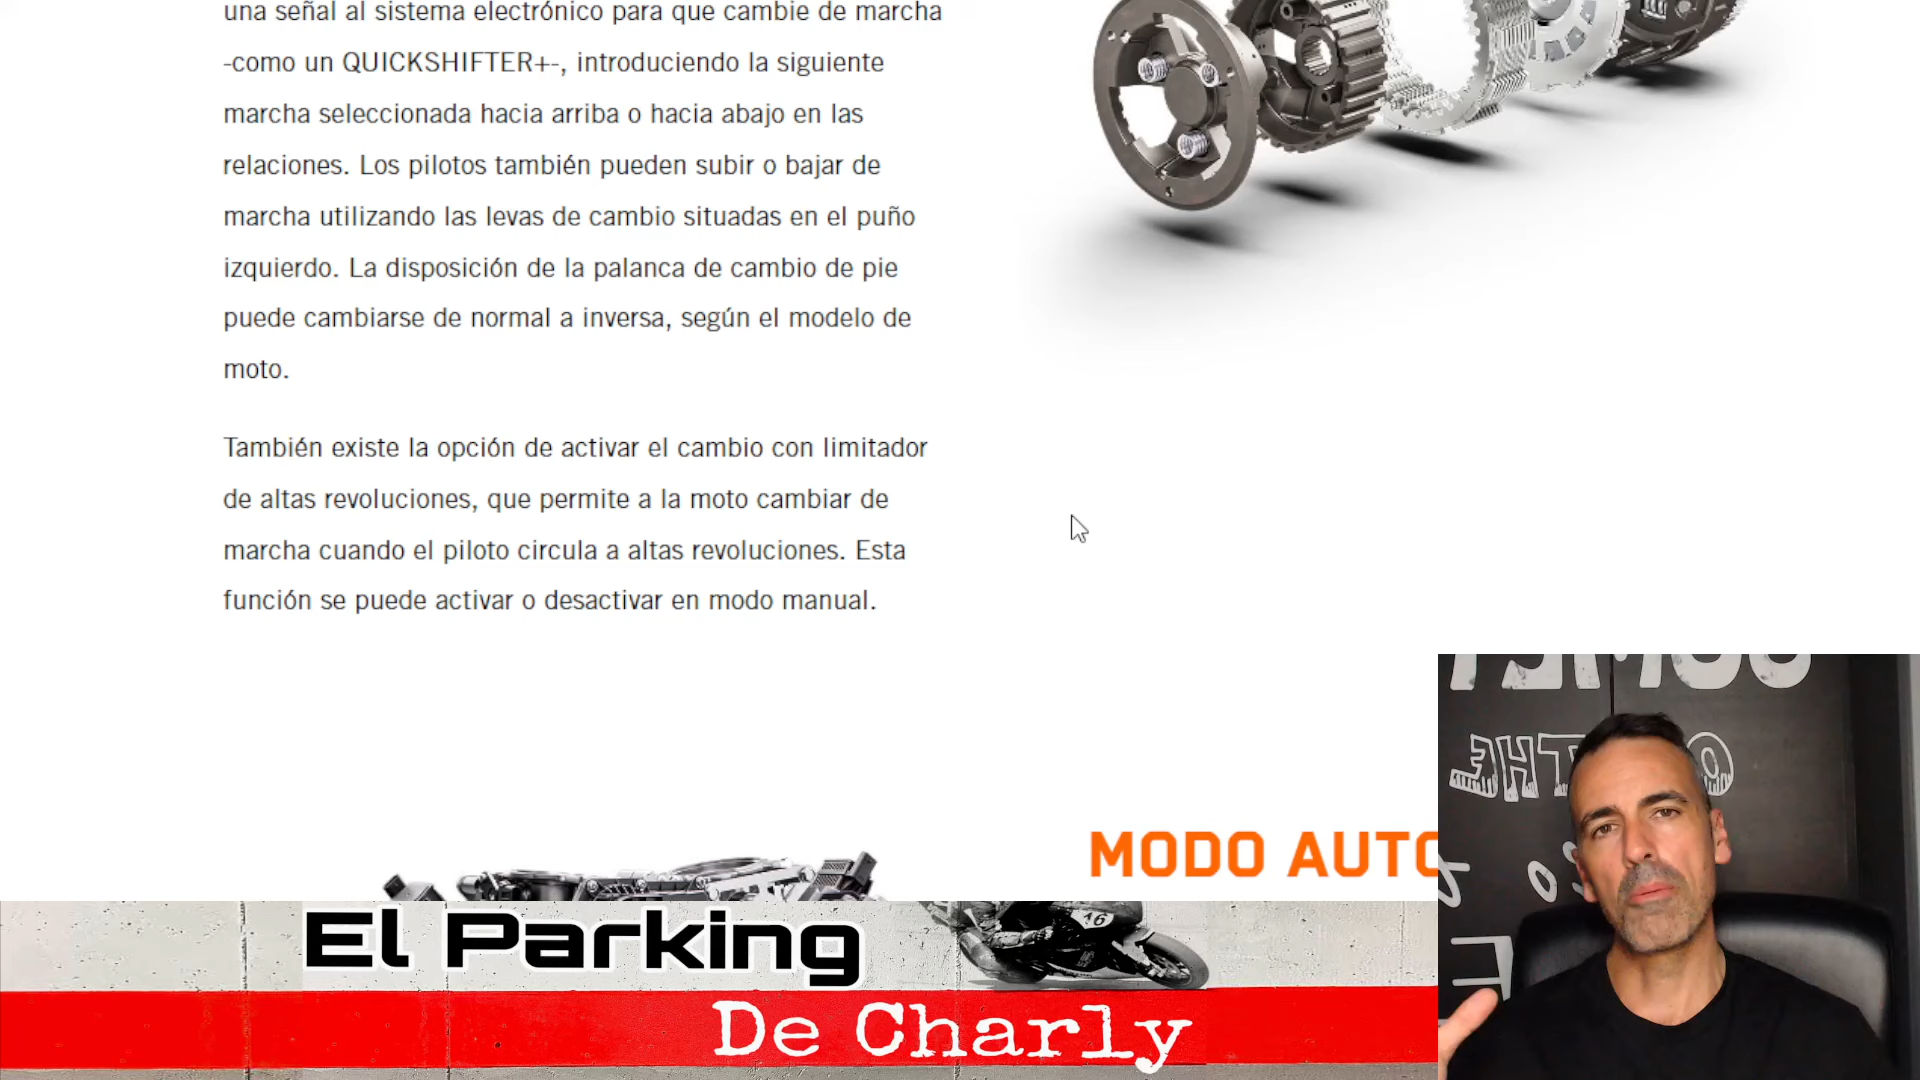 una señal al sistema electrónico para que cambie de marcha
-como un QUICKSHIFTER+-, introduciendo la siguiente
marcha seleccionada hacia arriba o hacia abajo en las
relaciones. Los pilotos también pueden subir o bajar de
marcha utilizando las levas de cambio situadas en el puño
izquierdo. La disposición de la palanca de cambio de pie
puede cambiarse de normal a inversa, según el modelo de
moto.
También existe la opción de activar el cambio con limitador
de altas revoluciones, que permite a la moto cambiar de
marcha cuando el piloto circula a altas revoluciones. Esta
función se puede activar o desactivar en modo manual.
MODO AUTO
El Parking
16
De Charly